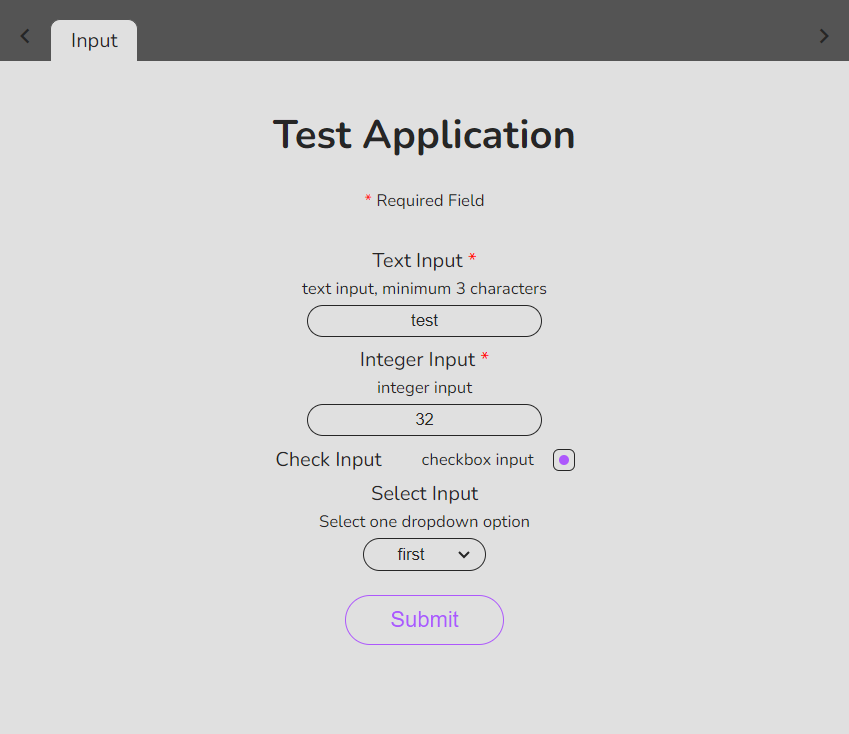 Input
Test Application
* Required Field
Text Input *
text input, minimum 3 characters
test
Integer Input *
integer input
32
Check Input checkbox input
Select Input
Select one dropdown option
first
Submit